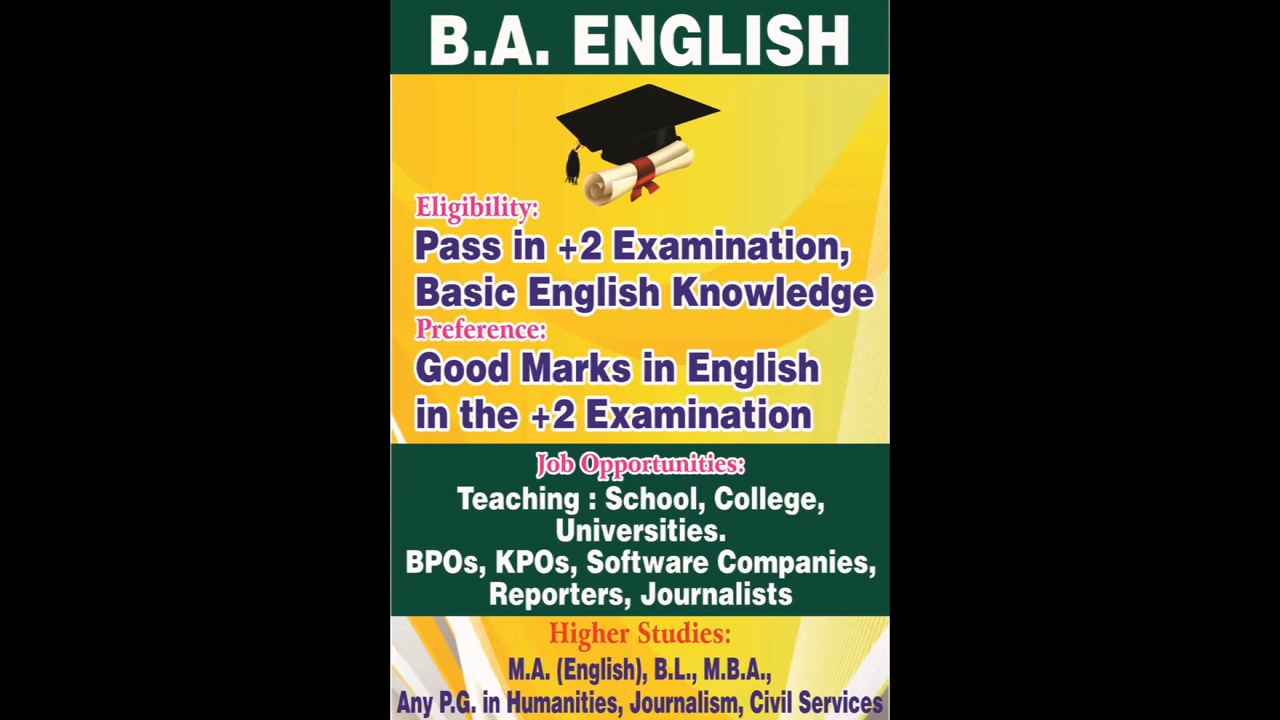 B.A. ENGLISH
Eligibility:
Pass in +2 Examination,
Basic English Knowledge
Preference:
Good Marks in English
in the +2 Examination
Job Opportunities:
Teaching : School, College,
Universities.
BPOs, KPOs, Software Companies,
Reporters, Journalists
Higher Studies:
M.A. (English), B.L., M.B.A.,
Any P.G. in Humanities, Journalism, Civil Services